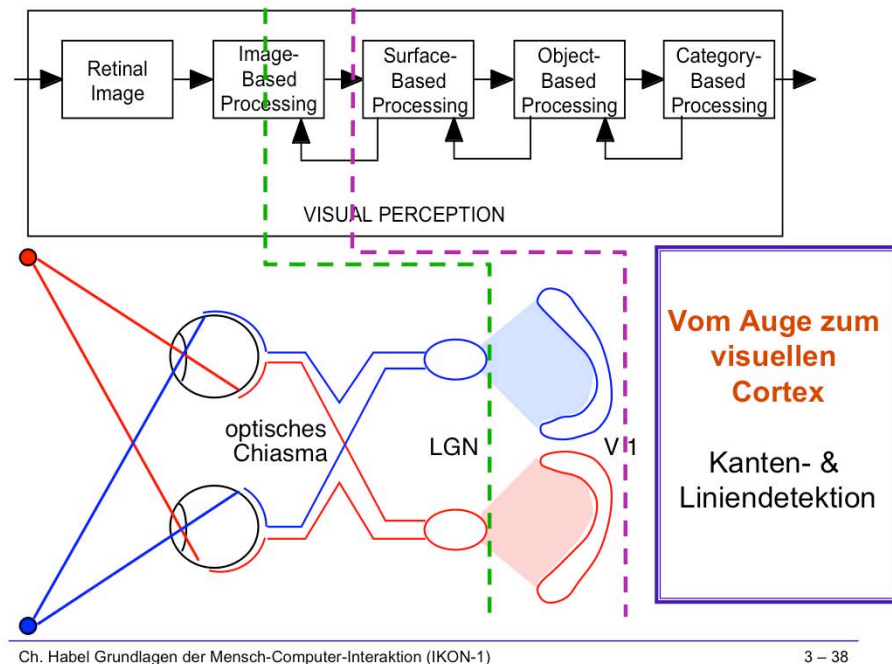 Retinal
Image
Image-
Based
Processing
Surface-
Based
Processing
Object-
Based
Processing
Category-
Based
Processing
VISUAL PERCEPTION
optisches
Chiasma
LGN
V 1
Vom Auge zum
visuellen
Cortex
Kanten- &
Liniendetektion
Ch. Habel Grundlagen der Mensch-Computer-Interaktion (IKON-1)
3 – 38